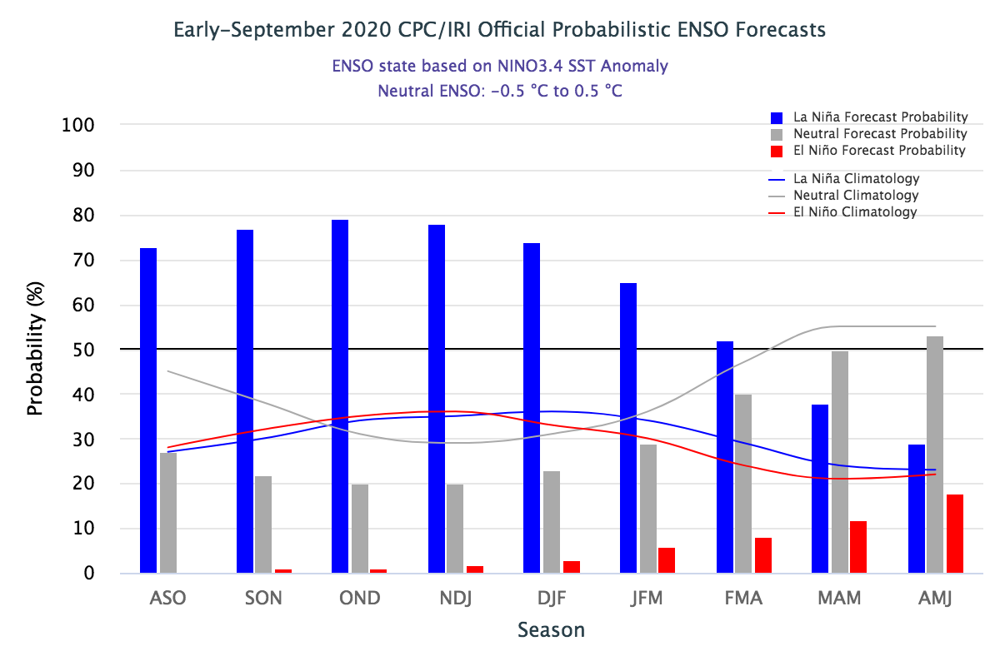 Early-September 2020 CPC/IRI Official Probabilistic ENSO Forecasts
ENSO state based on NINO3.4 SST Anomaly
Neutral ENSO: -0.5 °C to 0.5 °C
La Niña Forecast Probability
Neutral Forecast Probability
El Niño Forecast Probability
La Niña Climatology
Neutral Climatology
El Niño Climatology
Probability (%)
100
90
80
70
60
50
40
30
20
10
0
ASO SON OND NDJ DJF JFM FMA MAM AMJ
Season